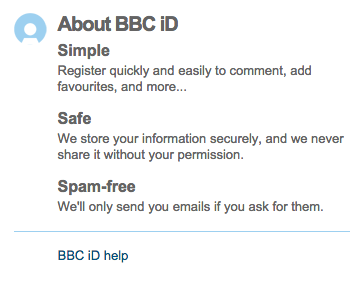 About BBC iD
Simple
Register quickly and easily to comment, add
favourites, and more...
Safe
We store your information securely, and we never
share it without your permission.
Spam-free
We'll only send you emails if you ask for them.
BBC iD help